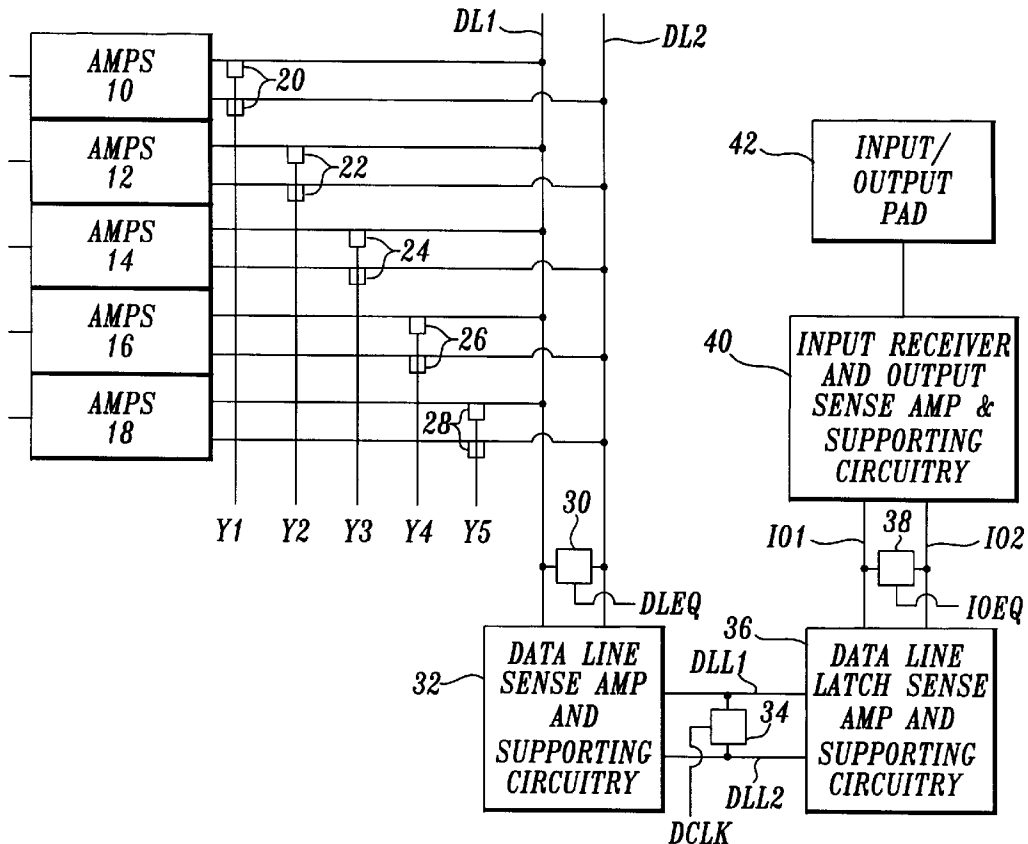 DL1
DL2
AMPS
10
20
AMPS
12
22
AMPS
14
24
AMPS
16
26
AMPS
18
28
Y1
Y2
Y3
Y4
Y5
30
DLEQ
32
DATA LINE
SENSE AMP
AND
SUPPORTING
CIRCUITRY
DLL1
34
DLL2
DCLK
36
DATA LINE
LATCH SENSE
AMP AND
SUPPORTING
CIRCUITRY
IO1
38
IO2
IOEQ
40
INPUT RECEIVER
AND OUTPUT
SENSE AMP &
SUPPORTING
CIRCUITRY
42
INPUT/
OUTPUT
PAD